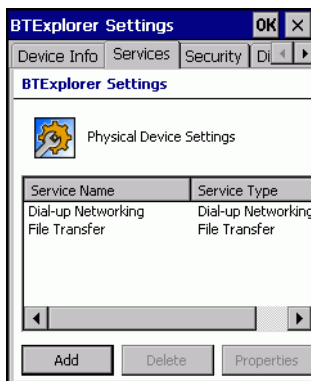 BTExplorer Settings OK
Device Info Services Security Di
BTExplorer Settings
Physical Device Settings
Service Name Service Type
Dial-up Networking Dial-up Networking
File Transfer File Transfer
Add Delete Properties